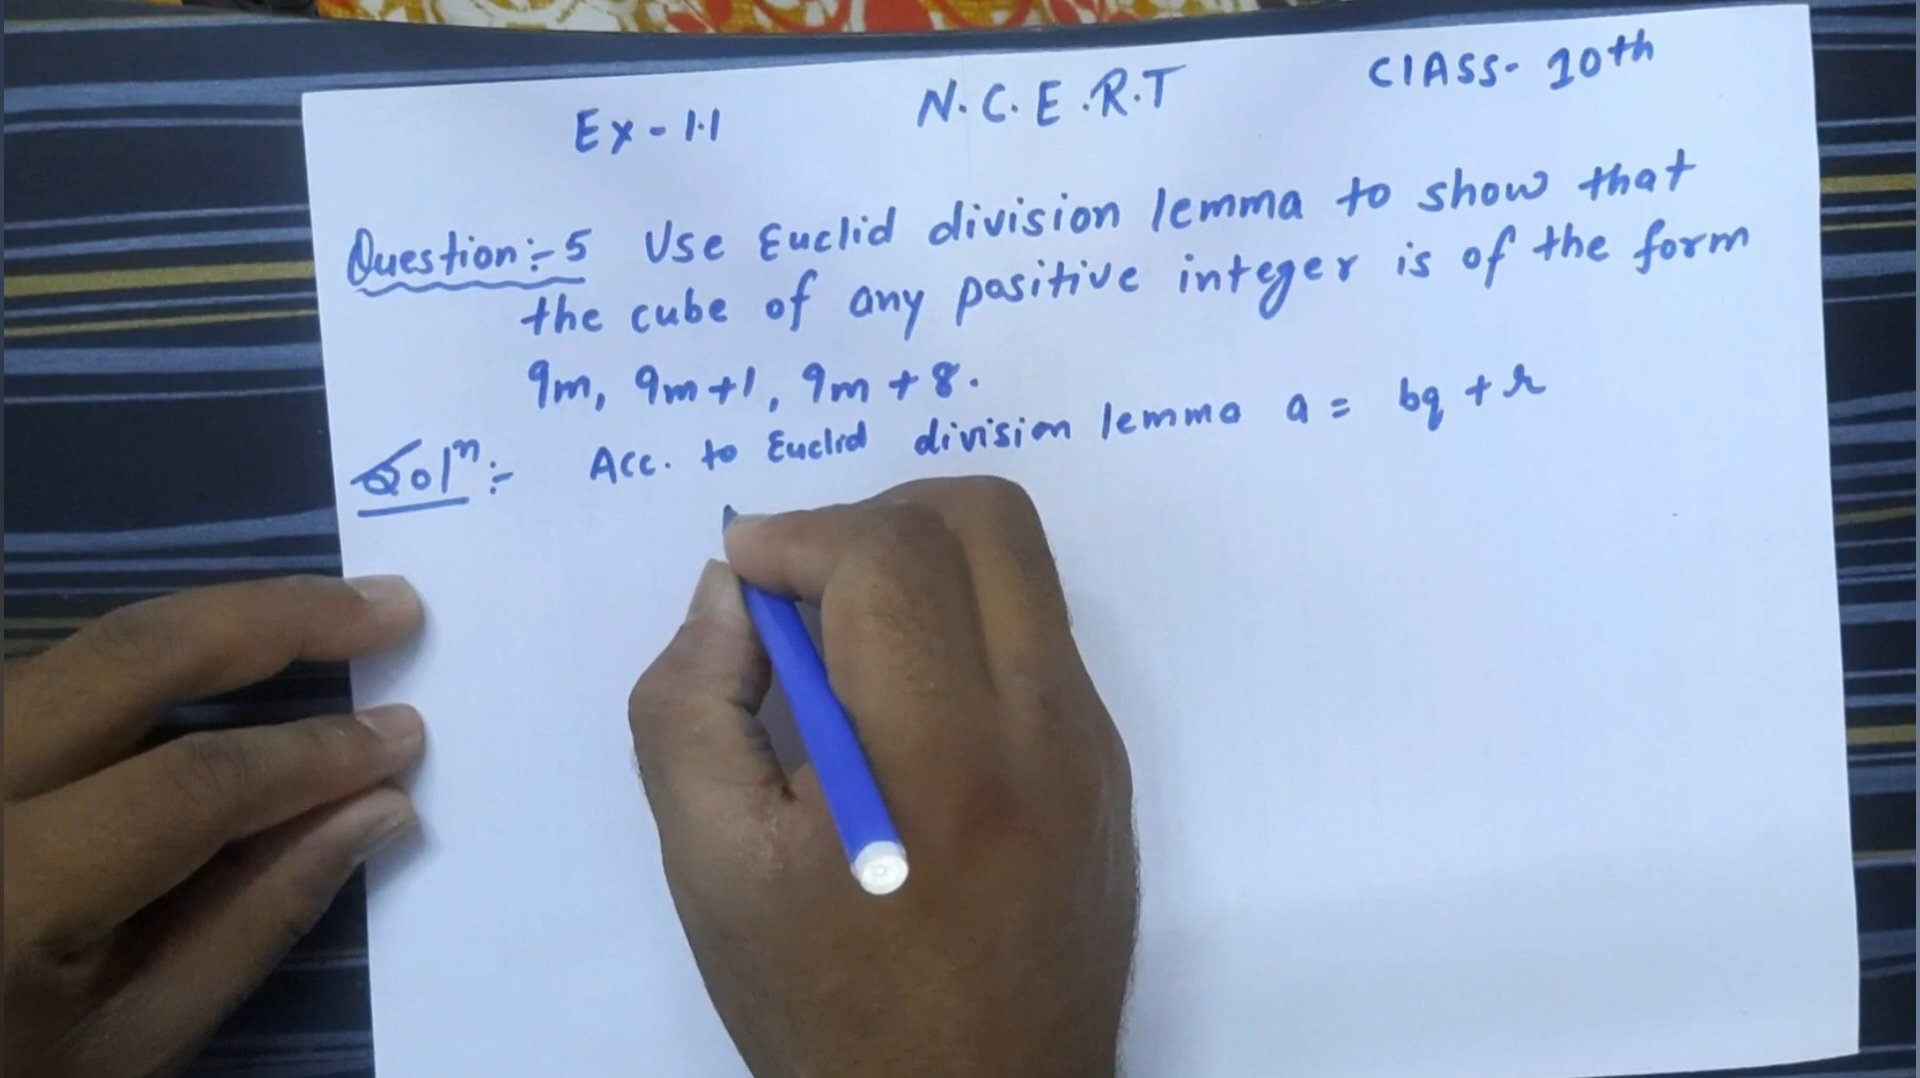 Ex - 1.1 N.C.E.R.T CIASS- 10th
Question:- 5 Use Euclid division lemma to show that
the cube of any positive integer is of the form
9m, 9m+1, 9m+8.
Solⁿ:- Acc. to Euclid division lemma a = bq + r